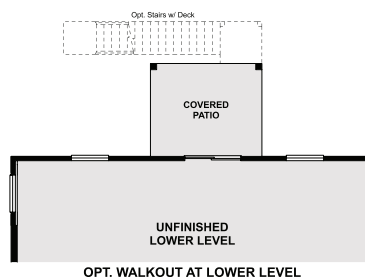 Opt. Stairs w/ Deck
COVERED
PATIO
UNFINISHED
LOWER LEVEL
OPT. WALKOUT AT LOWER LEVEL